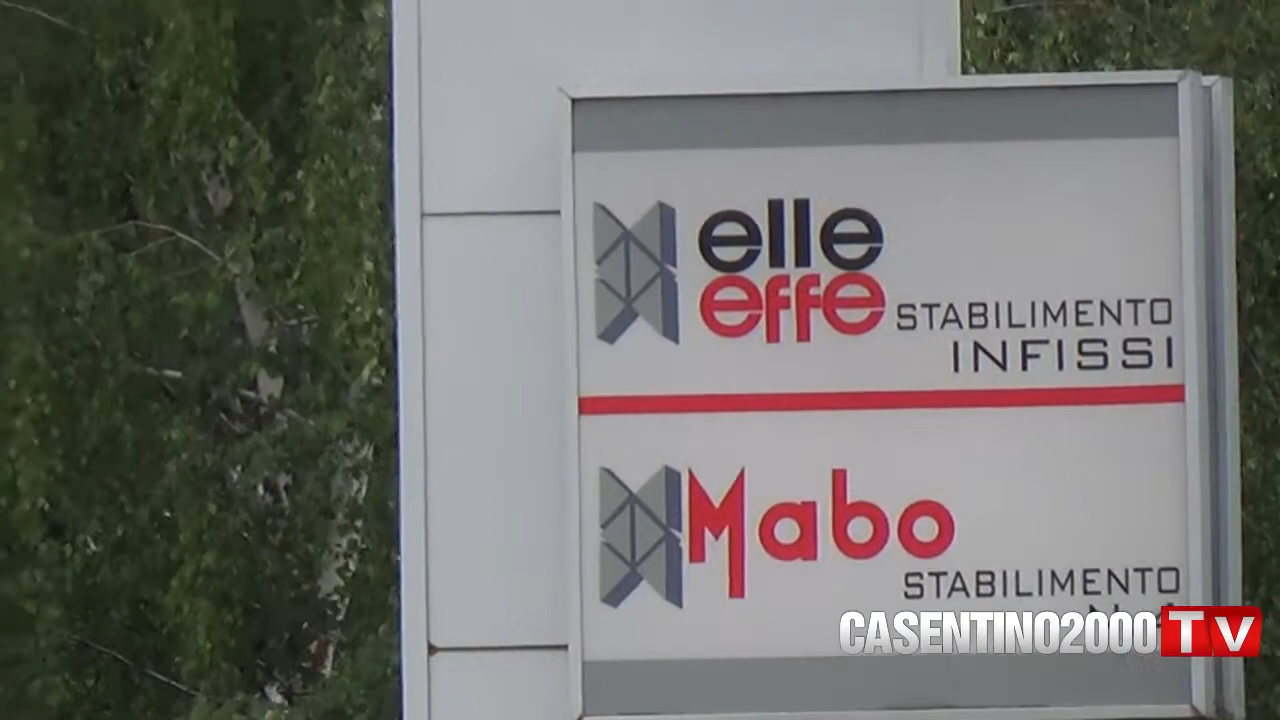 elle
effe
STABILIMENTO
INFISSI
Mabo
STABILIMENTO
CASENTINO2000 TV